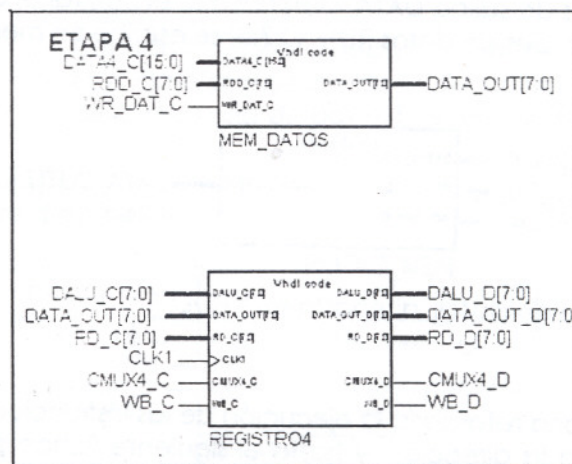 ETAPA 4
Vhdl code
DATA4_C[15:0] DATA4_C[15:0]
RDD_C[7:0] RDD_C[7:0] DATA_OUT[7:0] DATA_OUT[7:0]
WR_DAT_C WR_DAT_C
MEM_DATOS
Vhdl code
DALU_C[7:0] DALU_C[7:0] DALU_D[7:0] DALU_D[7:0]
DATA_OUT[7:0] DATA_OUT[7:0] DATA_OUT_D[7:0] DATA_OUT_D[7:0]
RD_C[7:0] RD_C[7:0] RD_D[7:0] RD_D[7:0]
CLK1 CLK1
CMUX4_C CMUX4_C CMUX4_D CMUX4_D
WB_C WB_C WB_D WB_D
REGISTRO4